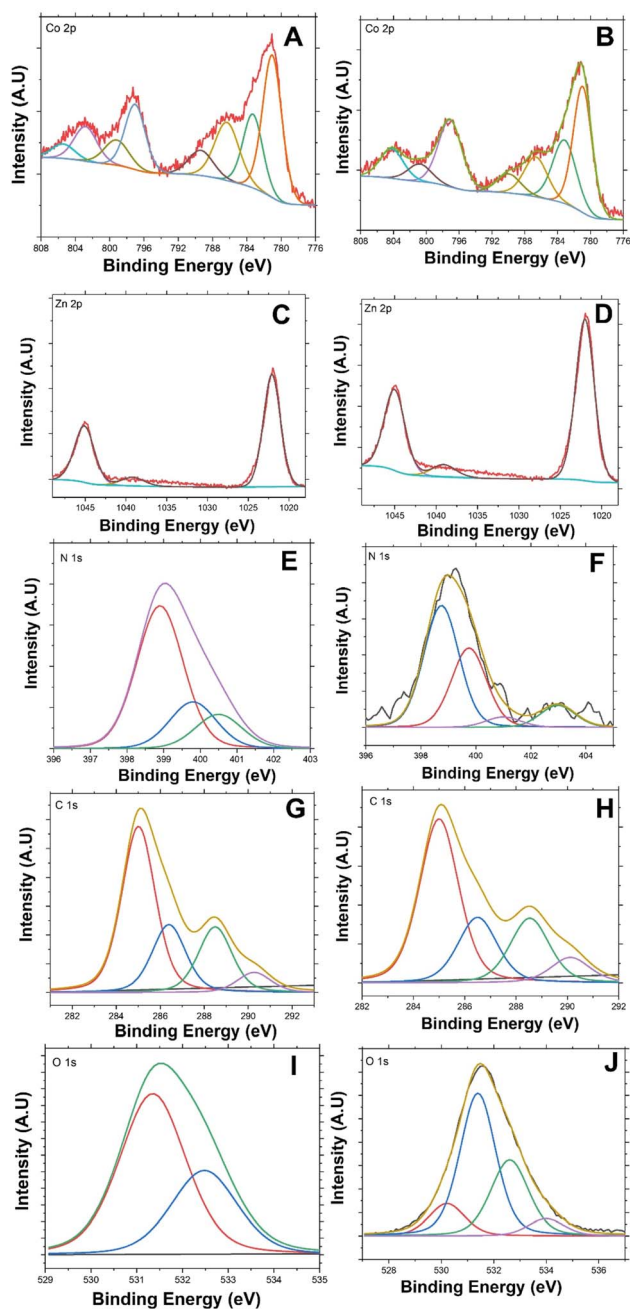 Co 2p
A
Intensity (A.U)
808 804 800 796 792 788 784 780 776
Binding Energy (eV)
Co 2p
B
Intensity (A.U)
808 804 800 796 792 788 784 780 776
Binding Energy (eV)
Zn 2p
C
Intensity (A.U)
1045 1040 1035 1030 1025 1020
Binding Energy (eV)
Zn 2p
D
Intensity (A.U)
1045 1040 1035 1030 1025 1020
Binding Energy (eV)
N 1s
E
Intensity (A.U)
396 397 398 399 400 401 402 403
Binding Energy (eV)
N 1s
F
Intensity (A.U)
396 398 400 402 404
Binding Energy (eV)
C 1s
G
Intensity (A.U)
282 284 286 288 290 292
Binding Energy (eV)
C 1s
H
Intensity (A.U)
282 284 286 288 290 292
Binding Energy (eV)
O 1s
I
Intensity (A.U)
529 530 531 532 533 534 535
Binding Energy (eV)
O 1s
J
Intensity (A.U)
528 530 532 534 536
Binding Energy (eV)